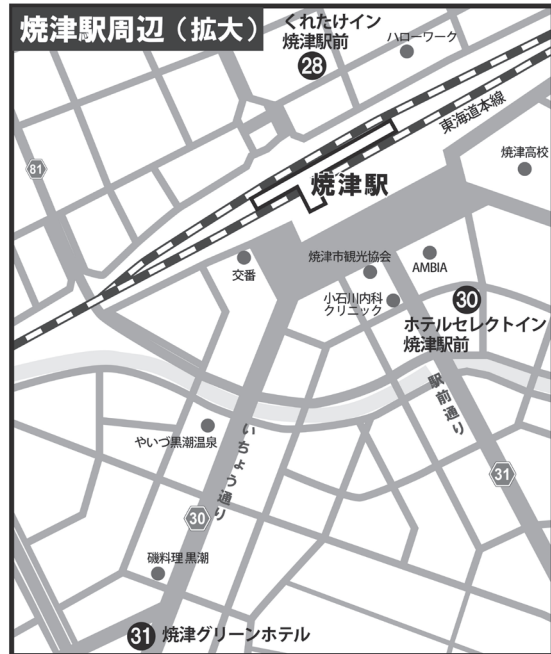 焼津駅周辺（拡大）
くれたけイン
焼津駅前
28
ハローワーク
東海道本線
焼津高校
81
焼津駅
交番
焼津市観光協会
AMBIA
小石川内科
クリニック
30
ホテルセレクトイン
焼津駅前
駅前通り
いちょう通り
やいづ黒潮温泉
31
30
磯料理 黒潮
31 焼津グリーンホテル